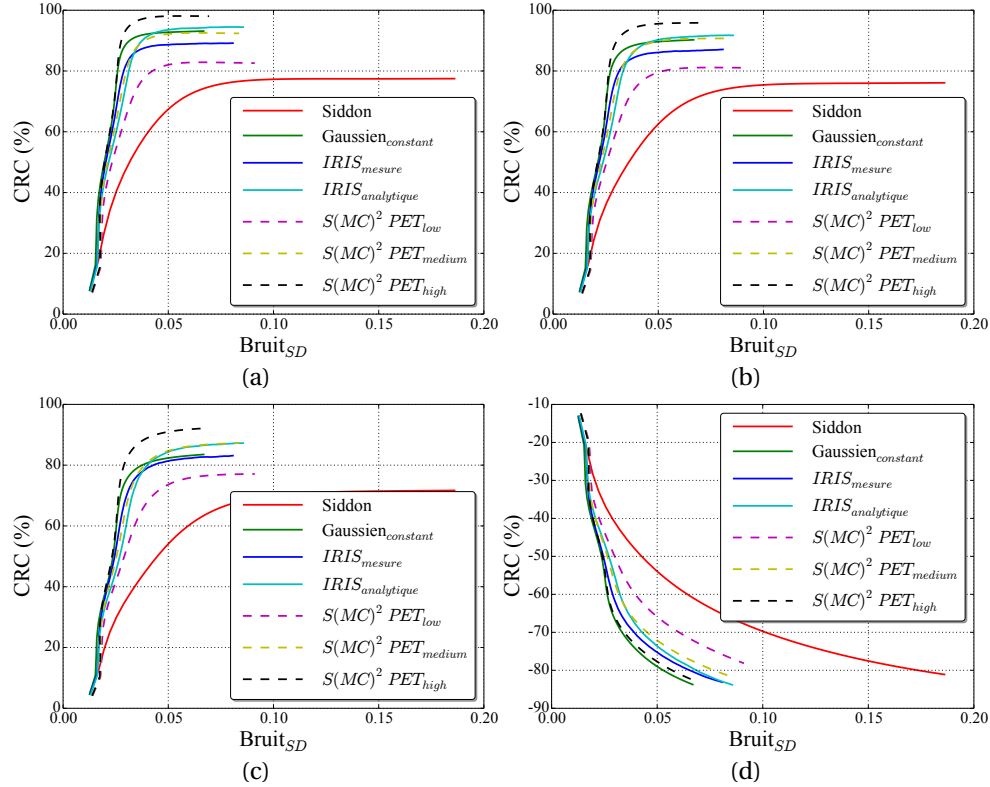 100
80
60
40
20
0
CRC (%)
Siddon
Gaussien_constant
IRIS_mesure
IRIS_analytique
S(MC)² PET_low
S(MC)² PET_medium
S(MC)² PET_high
0.00 0.05 0.10 0.15 0.20
Bruit_SD
(a)
100
80
60
40
20
0
CRC (%)
Siddon
Gaussien_constant
IRIS_mesure
IRIS_analytique
S(MC)² PET_low
S(MC)² PET_medium
S(MC)² PET_high
0.00 0.05 0.10 0.15 0.20
Bruit_SD
(b)
100
80
60
40
20
0
CRC (%)
Siddon
Gaussien_constant
IRIS_mesure
IRIS_analytique
S(MC)² PET_low
S(MC)² PET_medium
S(MC)² PET_high
0.00 0.05 0.10 0.15 0.20
Bruit_SD
(c)
-10
-20
-30
-40
-50
-60
-70
-80
-90
CRC (%)
Siddon
Gaussien_constant
IRIS_mesure
IRIS_analytique
S(MC)² PET_low
S(MC)² PET_medium
S(MC)² PET_high
0.00 0.05 0.10 0.15 0.20
Bruit_SD
(d)